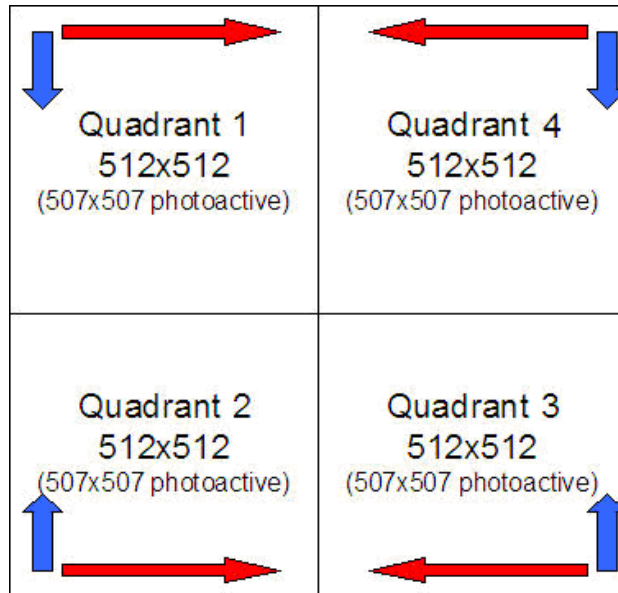 Quadrant 1
512x512
(507x507 photoactive)
Quadrant 4
512x512
(507x507 photoactive)
Quadrant 2
512x512
(507x507 photoactive)
Quadrant 3
512x512
(507x507 photoactive)